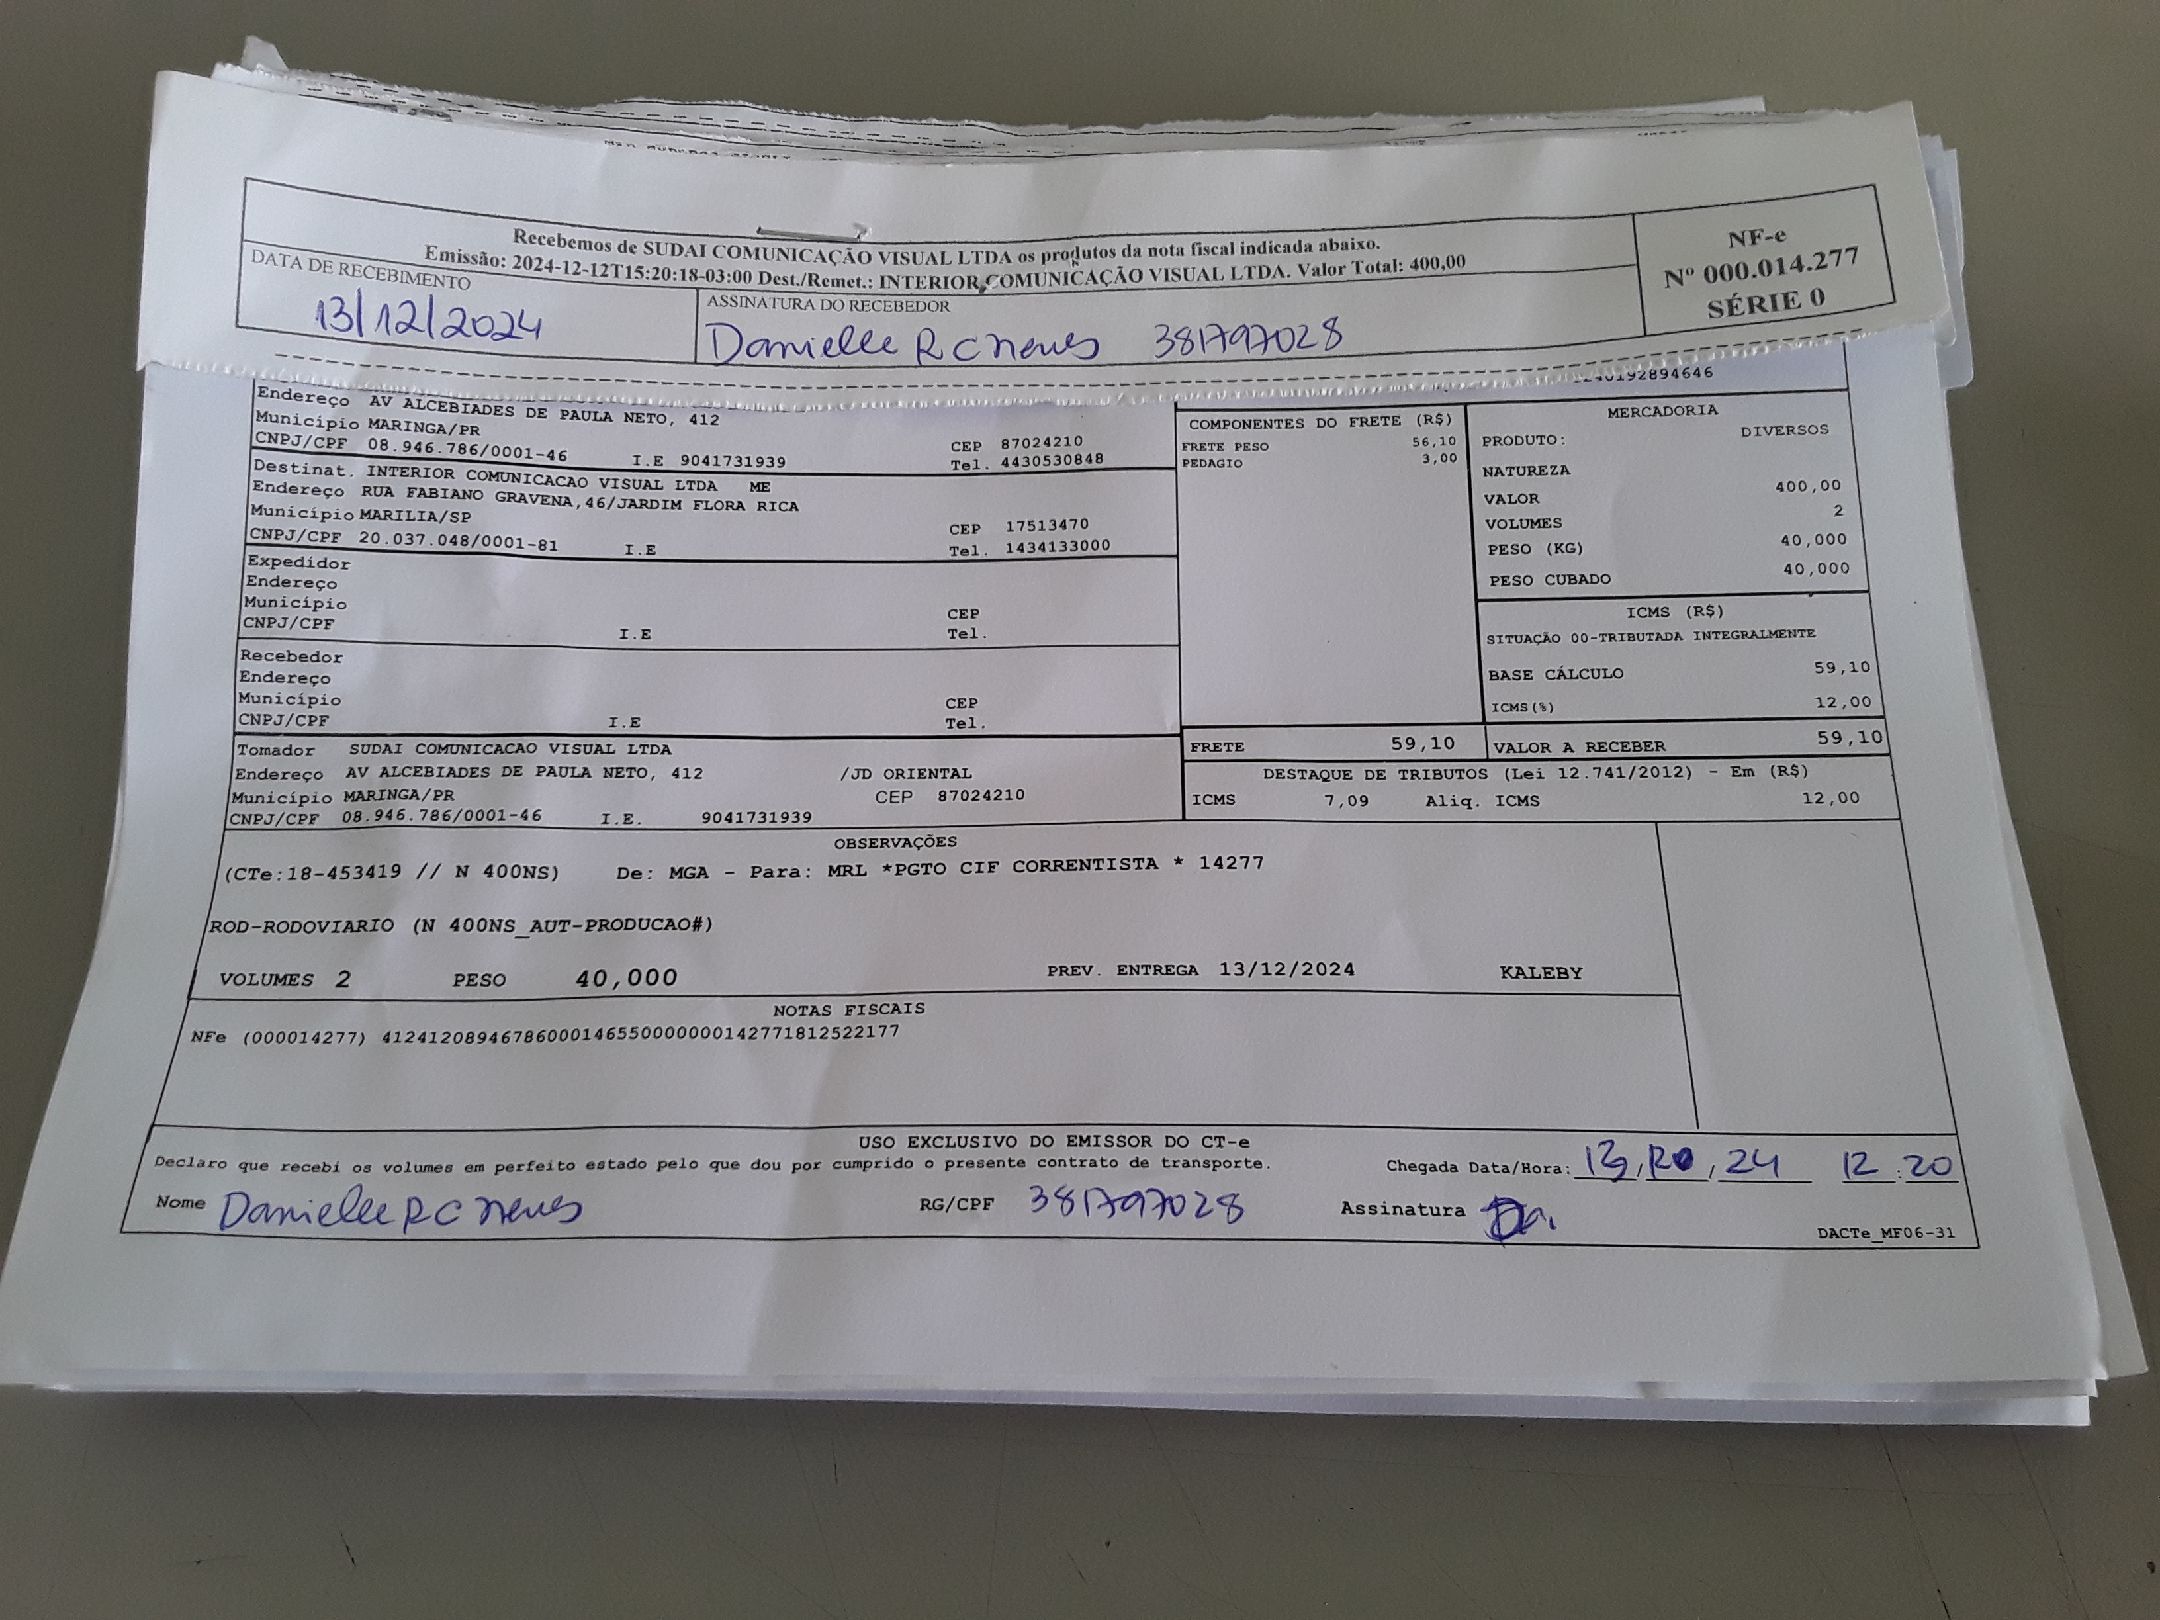 Recebemos de SUDAI COMUNICAÇÃO VISUAL LTDA os produtos da nota fiscal indicada abaixo.
Emissão: 2024-12-12T15:20:18-03:00 Dest./Remet.: INTERIOR COMUNICAÇÃO VISUAL LTDA. Valor Total: 400,00
NF-e
Nº 000.014.277
SÉRIE 0
DATA DE RECEBIMENTO
13/12/2024
ASSINATURA DO RECEBEDOR
Danielle R C Neves 381797028
Endereço AV ALCEBIADES DE PAULA NETO, 412
Município MARINGA/PR CEP 87024210
CNPJ/CPF 08.946.786/0001-46 I.E 9041731939 Tel. 4430530848
Destinat. INTERIOR COMUNICACAO VISUAL LTDA ME
Endereço RUA FABIANO GRAVENA,46/JARDIM FLORA RICA
Município MARILIA/SP CEP 17513470
CNPJ/CPF 20.037.048/0001-81 I.E Tel. 1434133000
Expedidor
Endereço
Município CEP
CNPJ/CPF I.E Tel.
Recebedor
Endereço
Município CEP
CNPJ/CPF I.E Tel.
Tomador SUDAI COMUNICACAO VISUAL LTDA
Endereço AV ALCEBIADES DE PAULA NETO, 412 /JD ORIENTAL
Município MARINGA/PR CEP 87024210
CNPJ/CPF 08.946.786/0001-46 I.E. 9041731939
COMPONENTES DO FRETE (R$)
FRETE PESO 56,10
PEDAGIO 3,00
MERCADORIA
PRODUTO: DIVERSOS
NATUREZA
VALOR 400,00
VOLUMES 2
PESO (KG) 40,000
PESO CUBADO 40,000
ICMS (R$)
SITUAÇÃO 00-TRIBUTADA INTEGRALMENTE
BASE CÁLCULO 59,10
ICMS(%) 12,00
FRETE 59,10 VALOR A RECEBER 59,10
DESTAQUE DE TRIBUTOS (Lei 12.741/2012) - Em (R$)
ICMS 7,09 Aliq. ICMS 12,00
OBSERVAÇÕES
(CTe:18-453419 // N 400NS) De: MGA - Para: MRL *PGTO CIF CORRENTISTA * 14277
ROD-RODOVIARIO (N 400NS_AUT-PRODUCAO#)
VOLUMES 2 PESO 40,000 PREV. ENTREGA 13/12/2024 KALEBY
NOTAS FISCAIS
NFe (000014277) 41241208946786000146550000000142771812522177
USO EXCLUSIVO DO EMISSOR DO CT-e
Declaro que recebi os volumes em perfeito estado pelo que dou por cumprido o presente contrato de transporte.
Chegada Data/Hora: 13, , 24 12:20
Nome Danielle R C Neves RG/CPF 381797028 Assinatura
DACTe_MF06-31